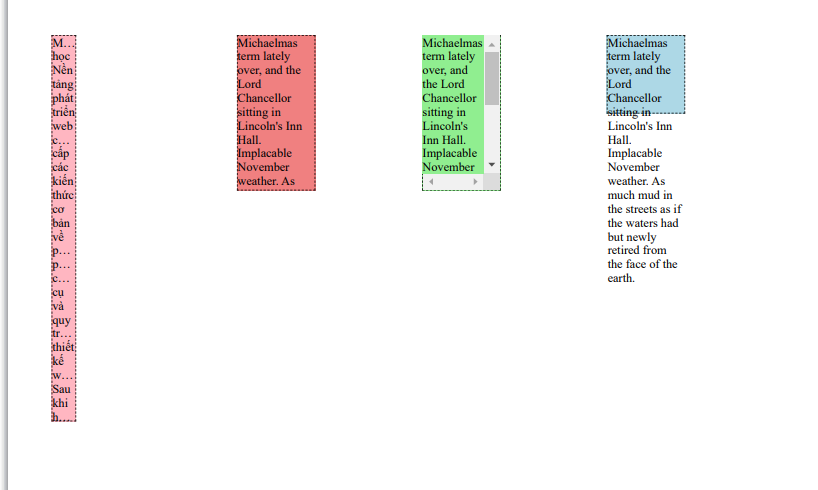 M...
học
Nền
tảng
phát
triển
web
c...
cấp
các
kiến
thức
cơ
bản
về
p...
p...
c...
cụ
và
quy
tr...
thiết
kế
w...
Sau
khi
h...
Michaelmas
term lately
over, and the
Lord
Chancellor
sitting in
Lincoln's Inn
Hall.
Implacable
November
weather. As
Michaelmas
term lately
over, and
the Lord
Chancellor
sitting in
Lincoln's
Inn Hall.
Implacable
November
Michaelmas
term lately
over, and the
Lord
Chancellor
sitting in
Lincoln's Inn
Hall.
Implacable
November
weather. As
much mud in
the streets as if
the waters had
but newly
retired from
the face of the
earth.